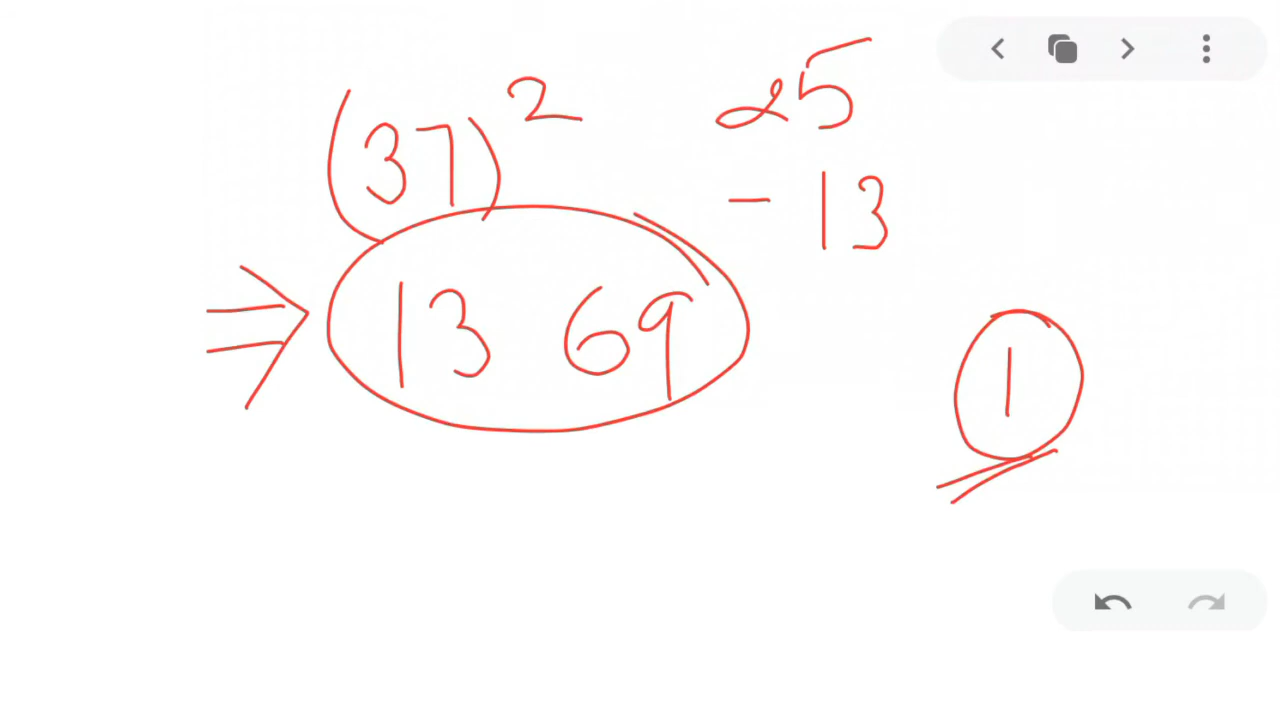 (37)²
25
- 13
⇒ 13 69
1